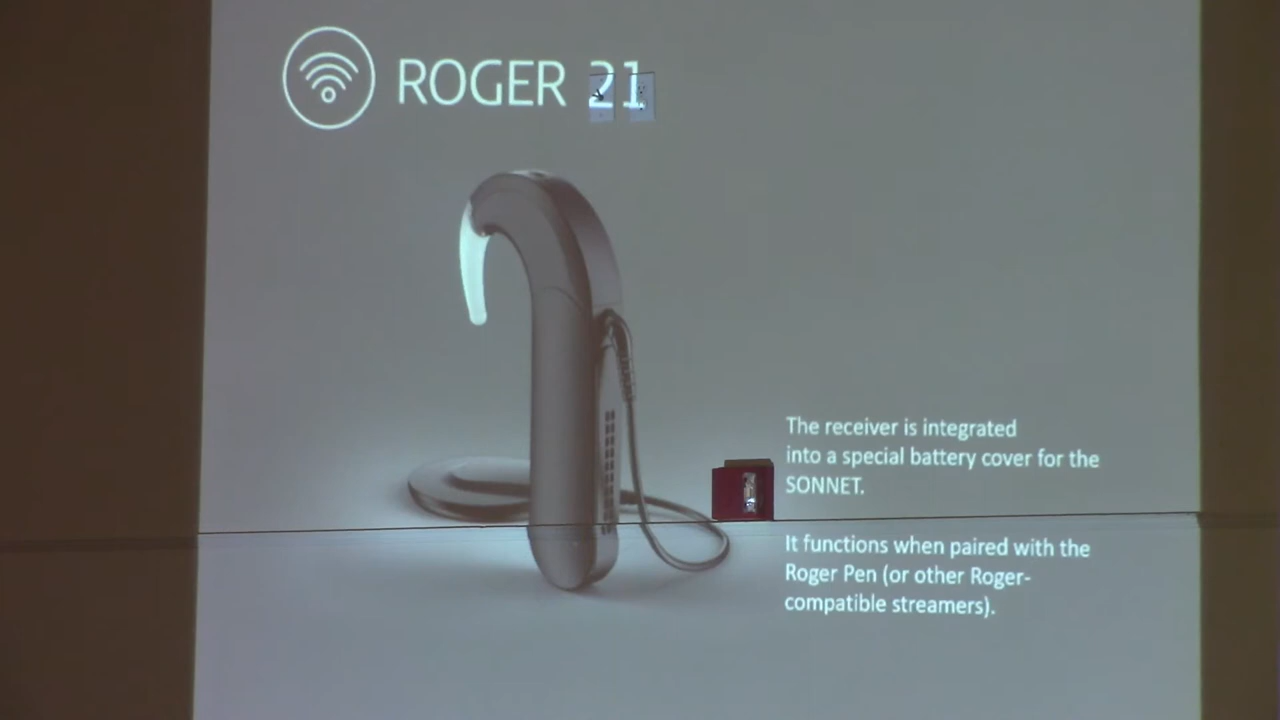 ROGER 21
The receiver is integrated
into a special battery cover for the
SONNET.
It functions when paired with the
Roger Pen (or other Roger-
compatible streamers).